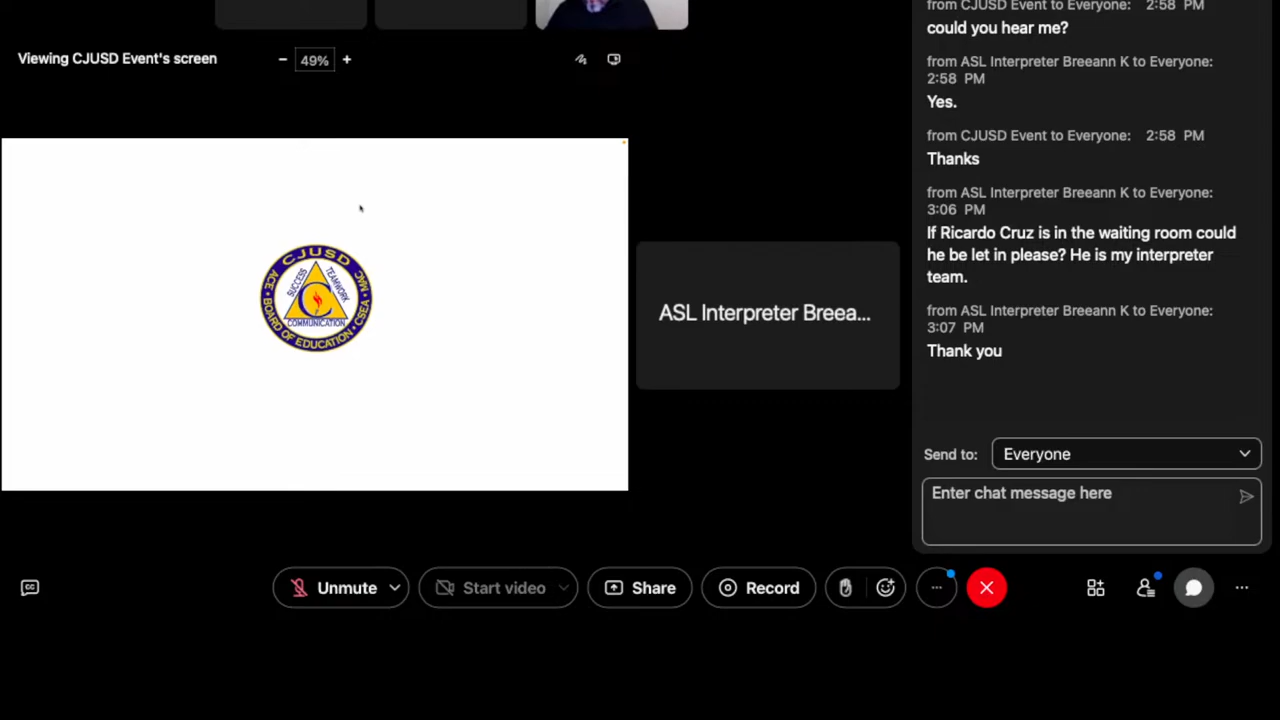 from CJUSD Event to Everyone: 2:58 PM
could you hear me?
Viewing CJUSD Event's screen
49%
from ASL Interpreter Breeann K to Everyone:
2:58 PM
Yes.
from CJUSD Event to Everyone: 2:58 PM
Thanks
from ASL Interpreter Breeann K to Everyone:
3:06 PM
If Ricardo Cruz is in the waiting room could
he be let in please? He is my interpreter
team.
from ASL Interpreter Breeann K to Everyone:
3:07 PM
Thank you
CJUSD
ACE • BOARD OF EDUCATION • CSEA • MAC
SUCCESS
TEAMWORK
C
COMMUNICATION
ASL Interpreter Breea...
Send to: Everyone
Enter chat message here
CC
Unmute
Start video
Share
Record